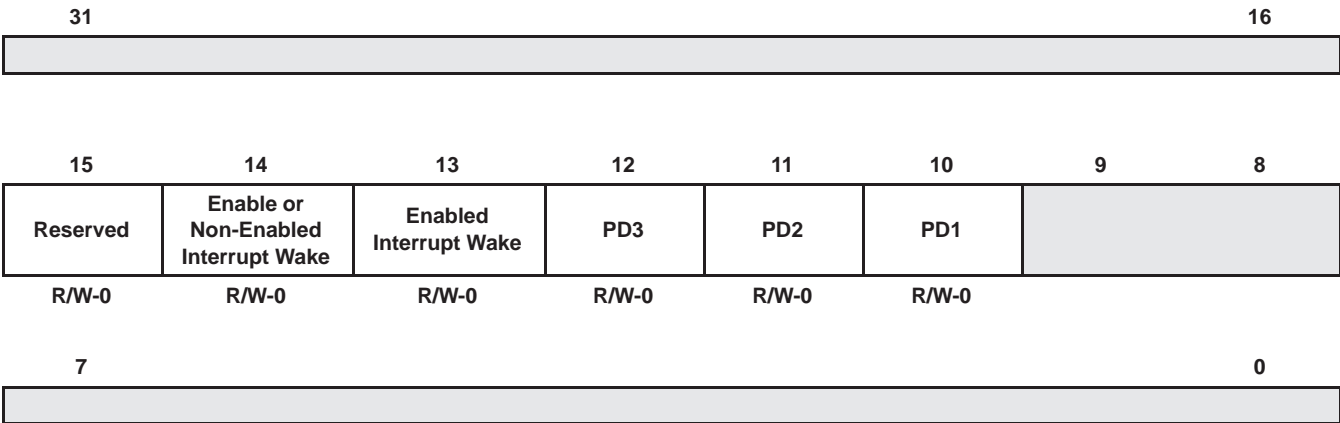 31 16
15 14 13 12 11 10 9 8
Reserved Enable or Non-Enabled Interrupt Wake Enabled Interrupt Wake PD3 PD2 PD1
R/W-0 R/W-0 R/W-0 R/W-0 R/W-0 R/W-0
7 0